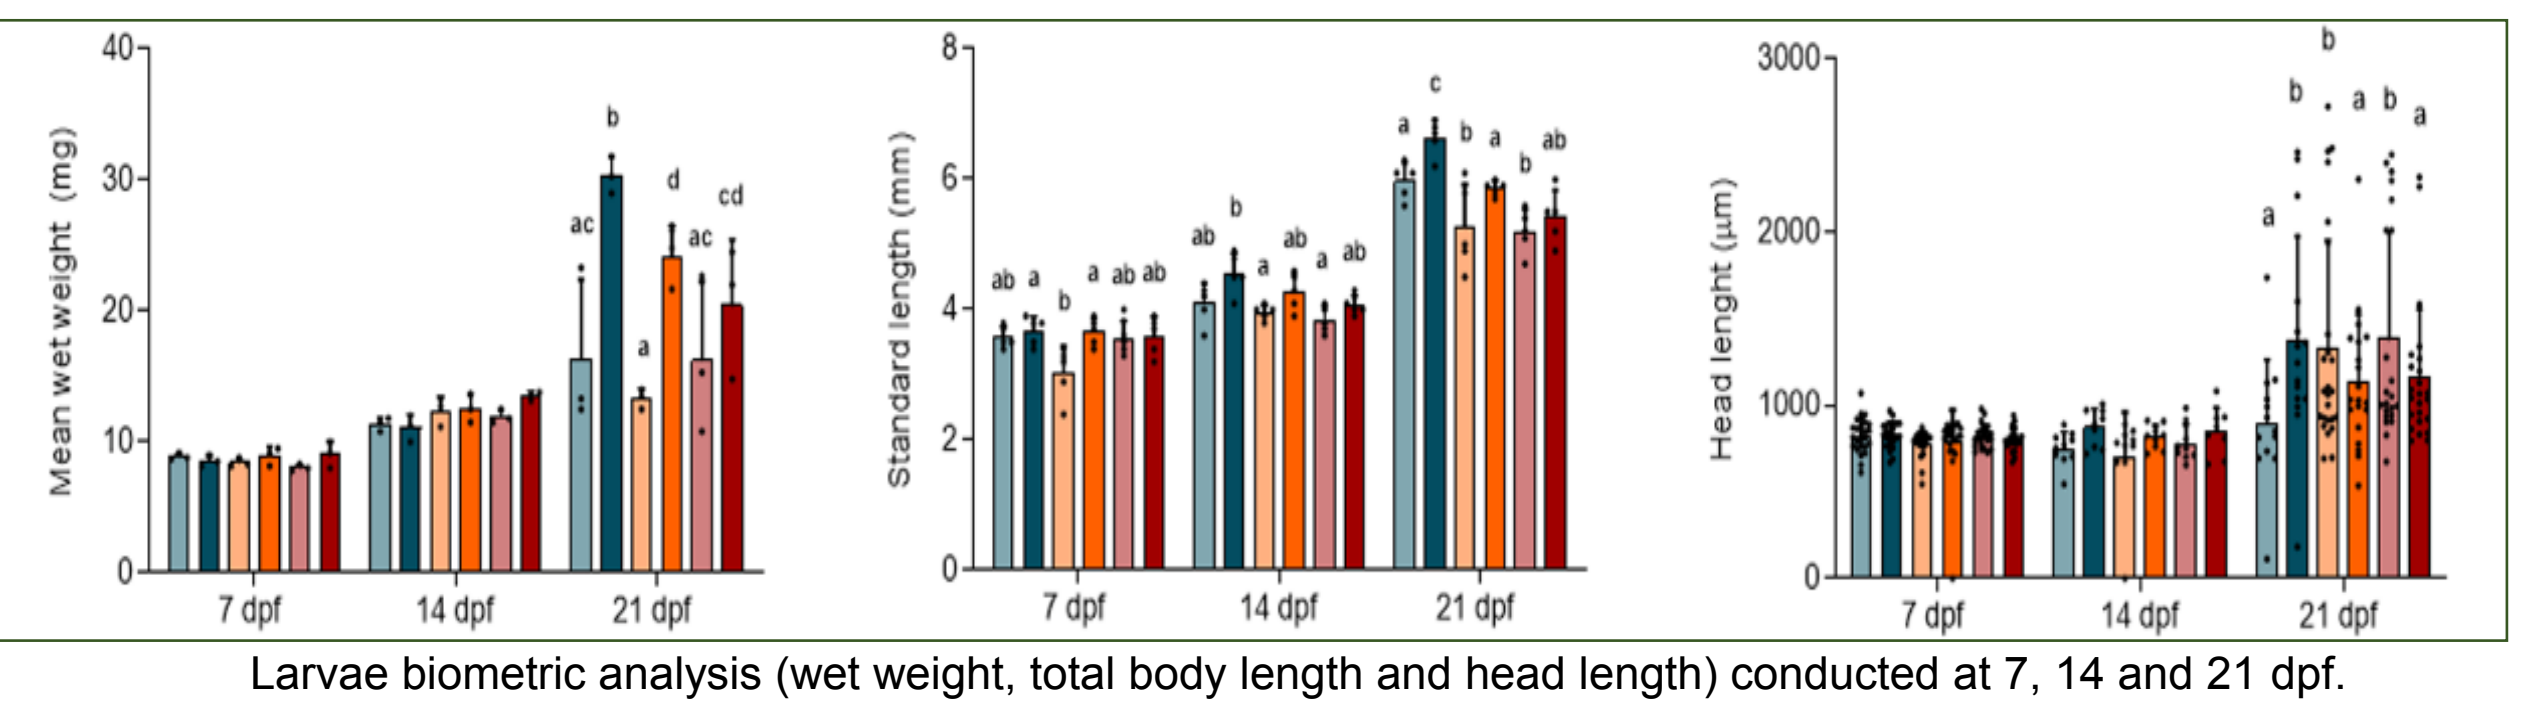 Mean wet weight (mg)
40
30
20
10
0
ac
b
a
d
ac
cd
7 dpf
14 dpf
21 dpf
Standard length (mm)
8
6
4
2
0
ab
a
b
a
ab
ab
ab
b
a
ab
a
ab
a
c
b
a
b
ab
7 dpf
14 dpf
21 dpf
Head lenght (µm)
3000
2000
1000
0
a
b
b
a
b
a
7 dpf
14 dpf
21 dpf
Larvae biometric analysis (wet weight, total body length and head length) conducted at 7, 14 and 21 dpf.